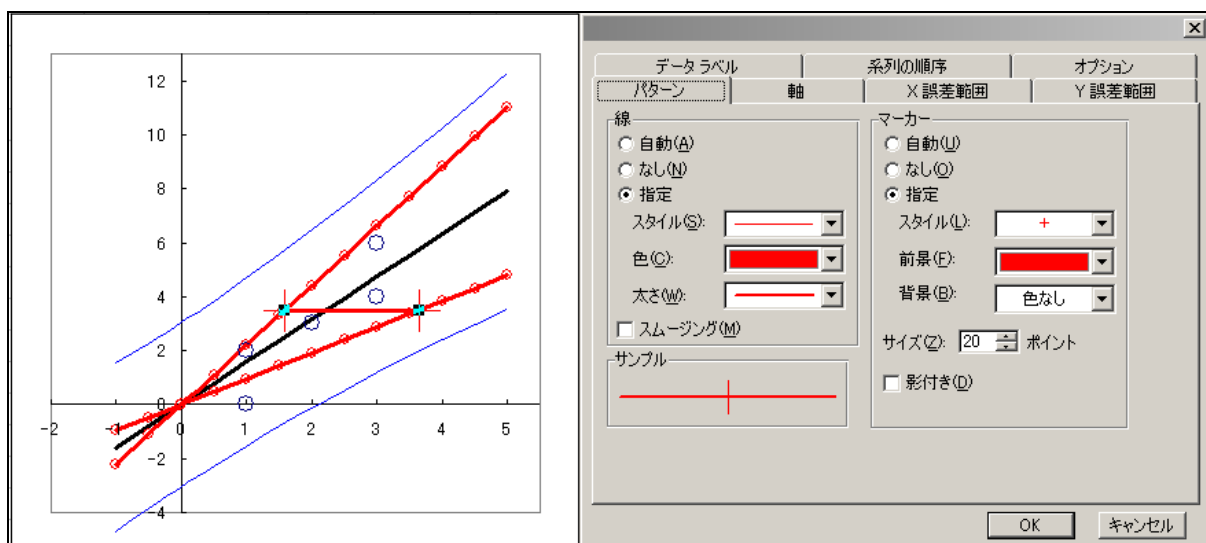 12
10
8
6
4
2
0
-2
-1
0
1
2
3
4
5
-2
-4
データ ラベル
系列の順序
オプション
パターン
軸
X 誤差範囲
Y 誤差範囲
線
自動(A)
なし(N)
指定
スタイル(S):
色(C):
太さ(W):
スムージング(M)
サンプル
マーカー
自動(U)
なし(O)
指定
スタイル(L):
前景(F):
背景(B):
色なし
サイズ(Z):
20
ポイント
影付き(D)
OK
キャンセル